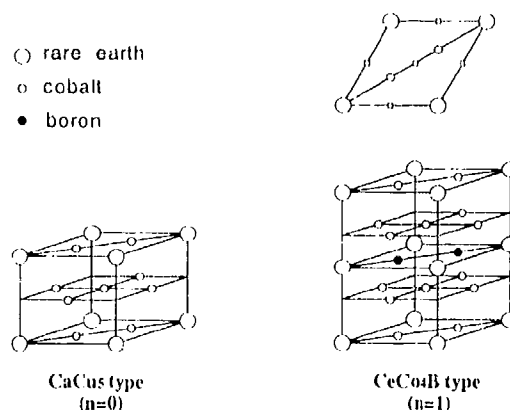 rare earth
cobalt
boron
CaCu5 type
(n=0)
CeCo4B type
(n=1)